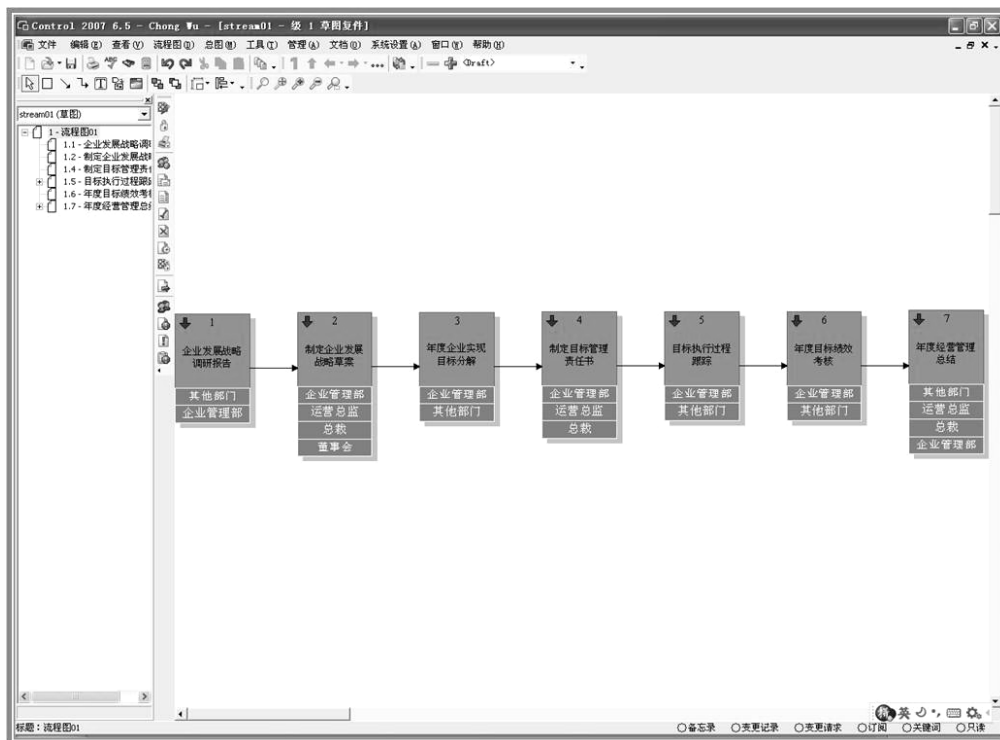 Control 2007 6.5 - Chong Wu - [stream01 - 级 1 草图复件]
文件 编辑(E) 查看(V) 流程图(D) 总图(M) 工具(T) 管理(A) 文档(O) 系统设置(A) 窗口(W) 帮助(H)
<Draft>
stream01 (草图)
1 - 流程图01
1.1 - 企业发展战略调
1.2 - 制定企业发展战
1.4 - 制定目标管理责
1.5 - 目标执行过程跟
1.6 - 年度目标绩效考
1.7 - 年度经营管理总
1
企业发展战略
调研报告
其他部门
企业管理部
2
制定企业发展
战略草案
企业管理部
运营总监
总裁
董事会
3
年度企业实现
目标分解
企业管理部
其他部门
4
制定目标管理
责任书
企业管理部
运营总监
总裁
5
目标执行过程
跟踪
企业管理部
其他部门
6
年度目标绩效
考核
企业管理部
其他部门
7
年度经营管理
总结
其他部门
运营总监
总裁
企业管理部
英
标题：流程图01
备忘录 变更记录 变更请求 订阅 关键词 只读